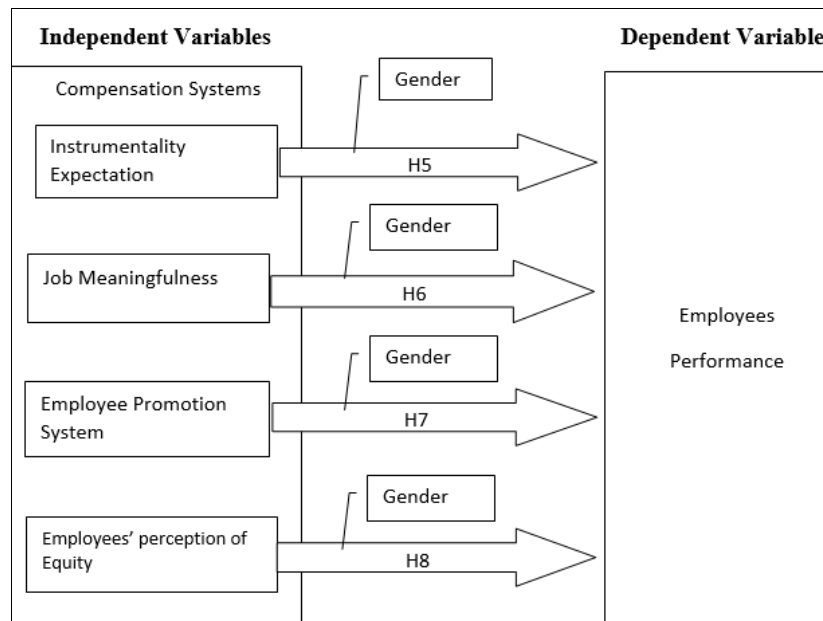 Independent Variables
Dependent Variable
Compensation Systems
Gender
Instrumentality
Expectation
H5
Gender
Job Meaningfulness
H6
Employees
Performance
Gender
Employee Promotion
System
H7
Gender
Employees’ perception of
Equity
H8